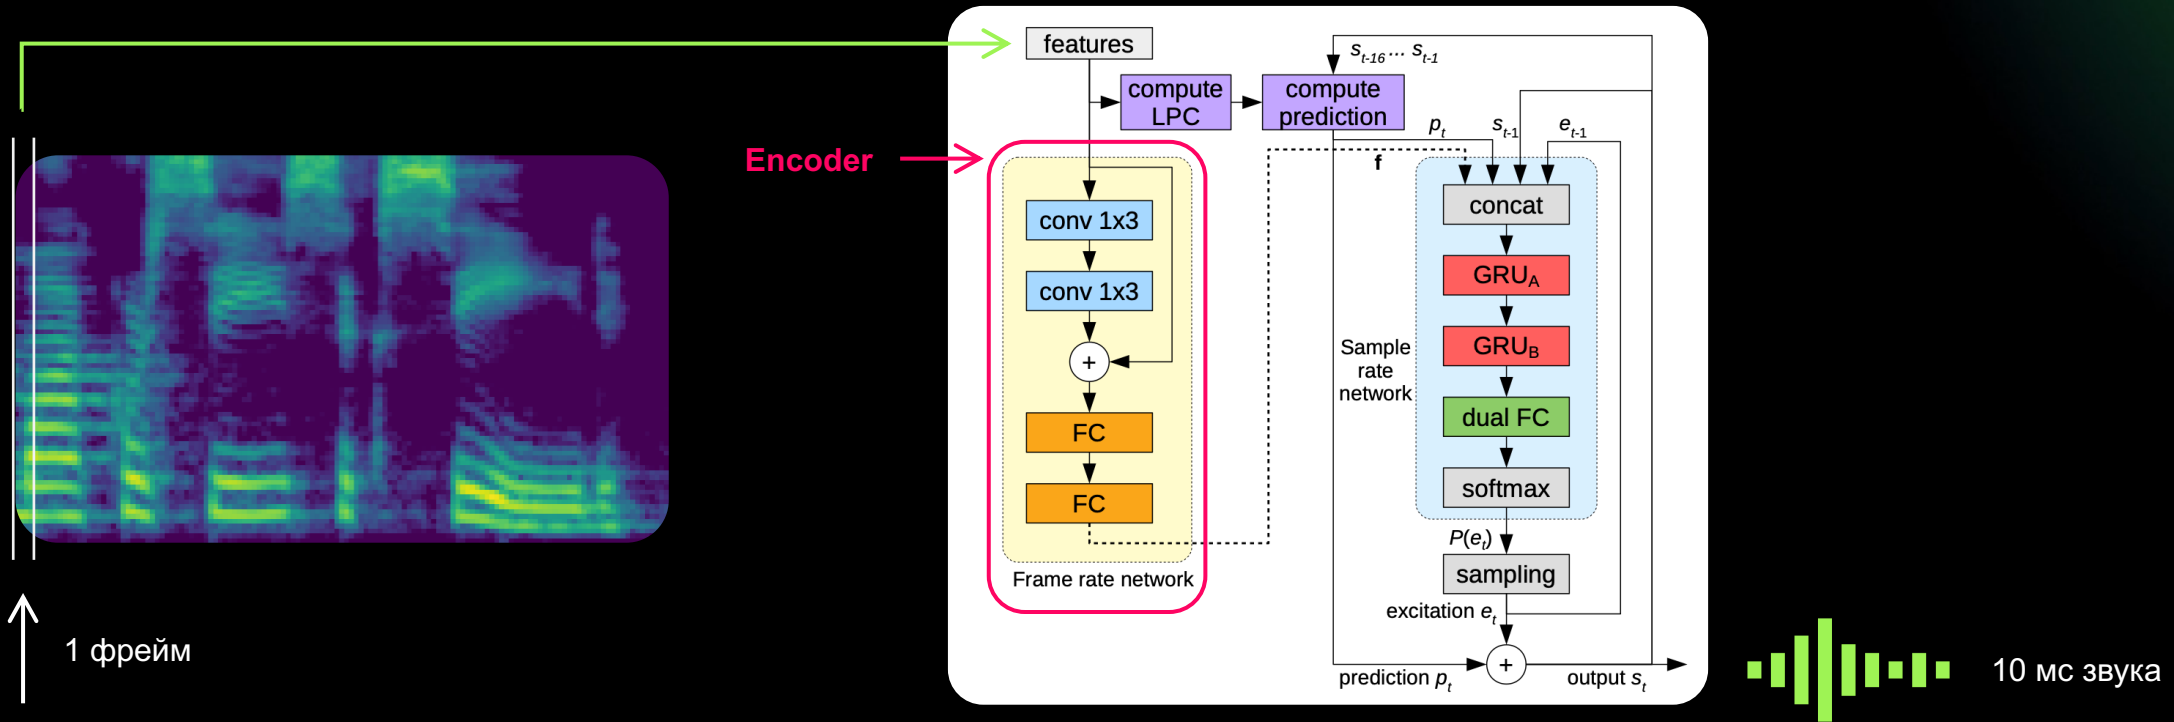 features
s_{t-16} ... s_{t-1}
compute
LPC
compute
prediction
p_t
s_{t-1}
e_{t-1}
Encoder
f
conv 1x3
conv 1x3
+
FC
FC
Frame rate network
concat
GRU_A
GRU_B
dual FC
softmax
Sample
rate
network
P(e_t)
sampling
excitation e_t
+
prediction p_t
output s_t
1 фрейм
10 мс звука